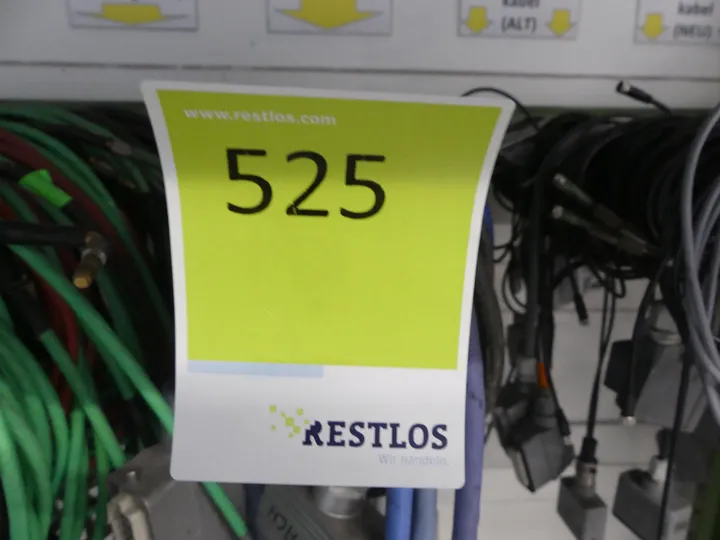 kabel
(ALT)
kabel
(NEU)
www.restlos.com
525
RESTLOS
Wir handeln.